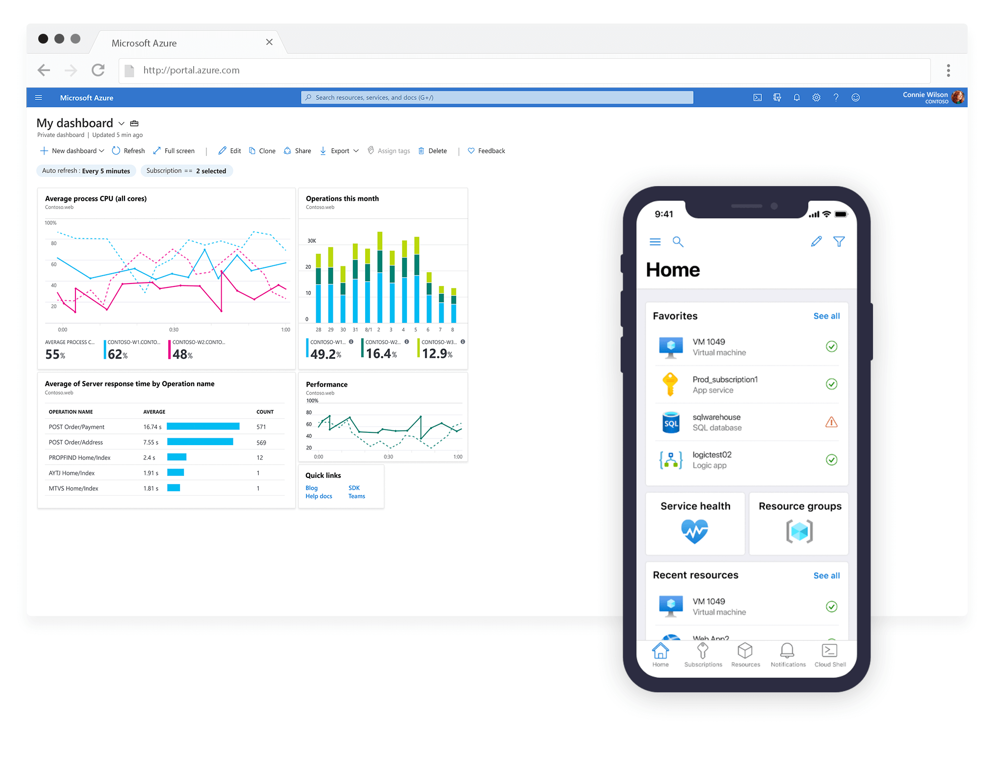 Microsoft Azure
http://portal.azure.com
Microsoft Azure
Search resources, services, and docs (G+/)
Connie Wilson
CONTOSO
My dashboard
Private dashboard | Updated 5 min ago
New dashboard Refresh Full screen | Edit Clone Share Export Assign tags Delete | Feedback
Auto refresh : Every 5 minutes Subscription == 2 selected
Average process CPU (all cores)
Contoso.web
100%
80
60
40
20
0:00 0:30 1:00
AVERAGE PROCESS C... CONTOSO-W1.CONTO... CONTOSO-W2.CONTO...
55% 62% 48%
Operations this month
Contoso.web
30K
20
10
0
28 29 30 31 8/1 2 3 4 5 6 7 8
CONTOSO-W1... CONTOSO-W2... CONTOSO-W3...
49.2% 16.4% 12.9%
Average of Server response time by Operation name
Contoso.web
OPERATION NAME AVERAGE COUNT
POST Order/Payment 16.74 s 571
POST Order/Address 7.55 s 569
PROPFIND Home/Index 2.4 s 12
AYTJ Home/Index 1.91 s 1
MTVS Home/Index 1.81 s 1
Performance
Contoso.web
100%
80
60
40
20
0:00 0:30 1:00
Quick links
Blog SDK
Help docs Teams
9:41
Home
Favorites See all
VM 1049
Virtual machine
Prod_subscription1
App service
SQL
sqlwarehouse
SQL database
logictest02
Logic app
Service health Resource groups
Recent resources See all
VM 1049
Virtual machine
Web App2
Home Subscriptions Resources Notifications Cloud Shell